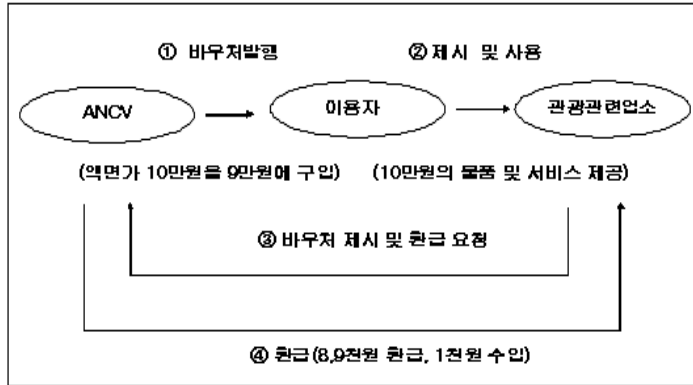 ① 바우처발행 ② 제시 및 사용
ANCV 이용자 관광관련업소
(액면가 10만원을 9만원에 구입) (10만원의 물품 및 서비스 제공)
③ 바우처 제시 및 환급 요청
④ 환급(8,9천원 환급, 1천원 수입)